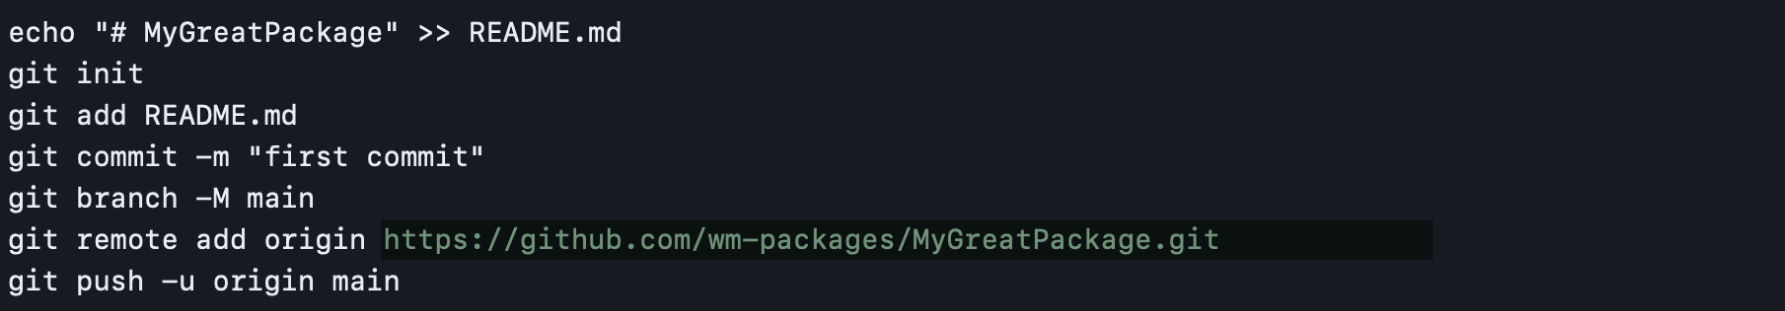 echo "# MyGreatPackage" >> README.md
git init
git add README.md
git commit -m "first commit"
git branch -M main
git remote add origin https://github.com/wm-packages/MyGreatPackage.git
git push -u origin main